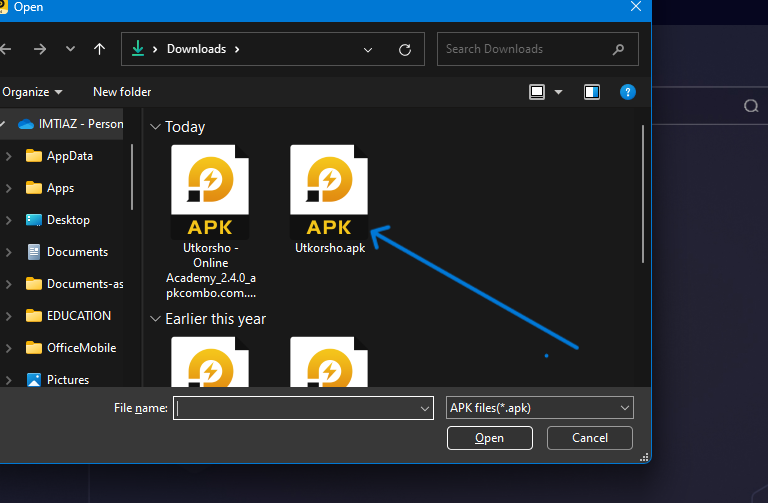 Open
Downloads
Search Downloads
Organize
New folder
?
IMTIAZ - Person
AppData
Apps
Desktop
Documents
Documents-as
EDUCATION
OfficeMobile
Pictures
Today
APK
Utkorsho -
Online
Academy_2.4.0_a
pkcombo.com....
APK
Utkorsho.apk
Earlier this year
File name:
APK files(*.apk)
Open
Cancel